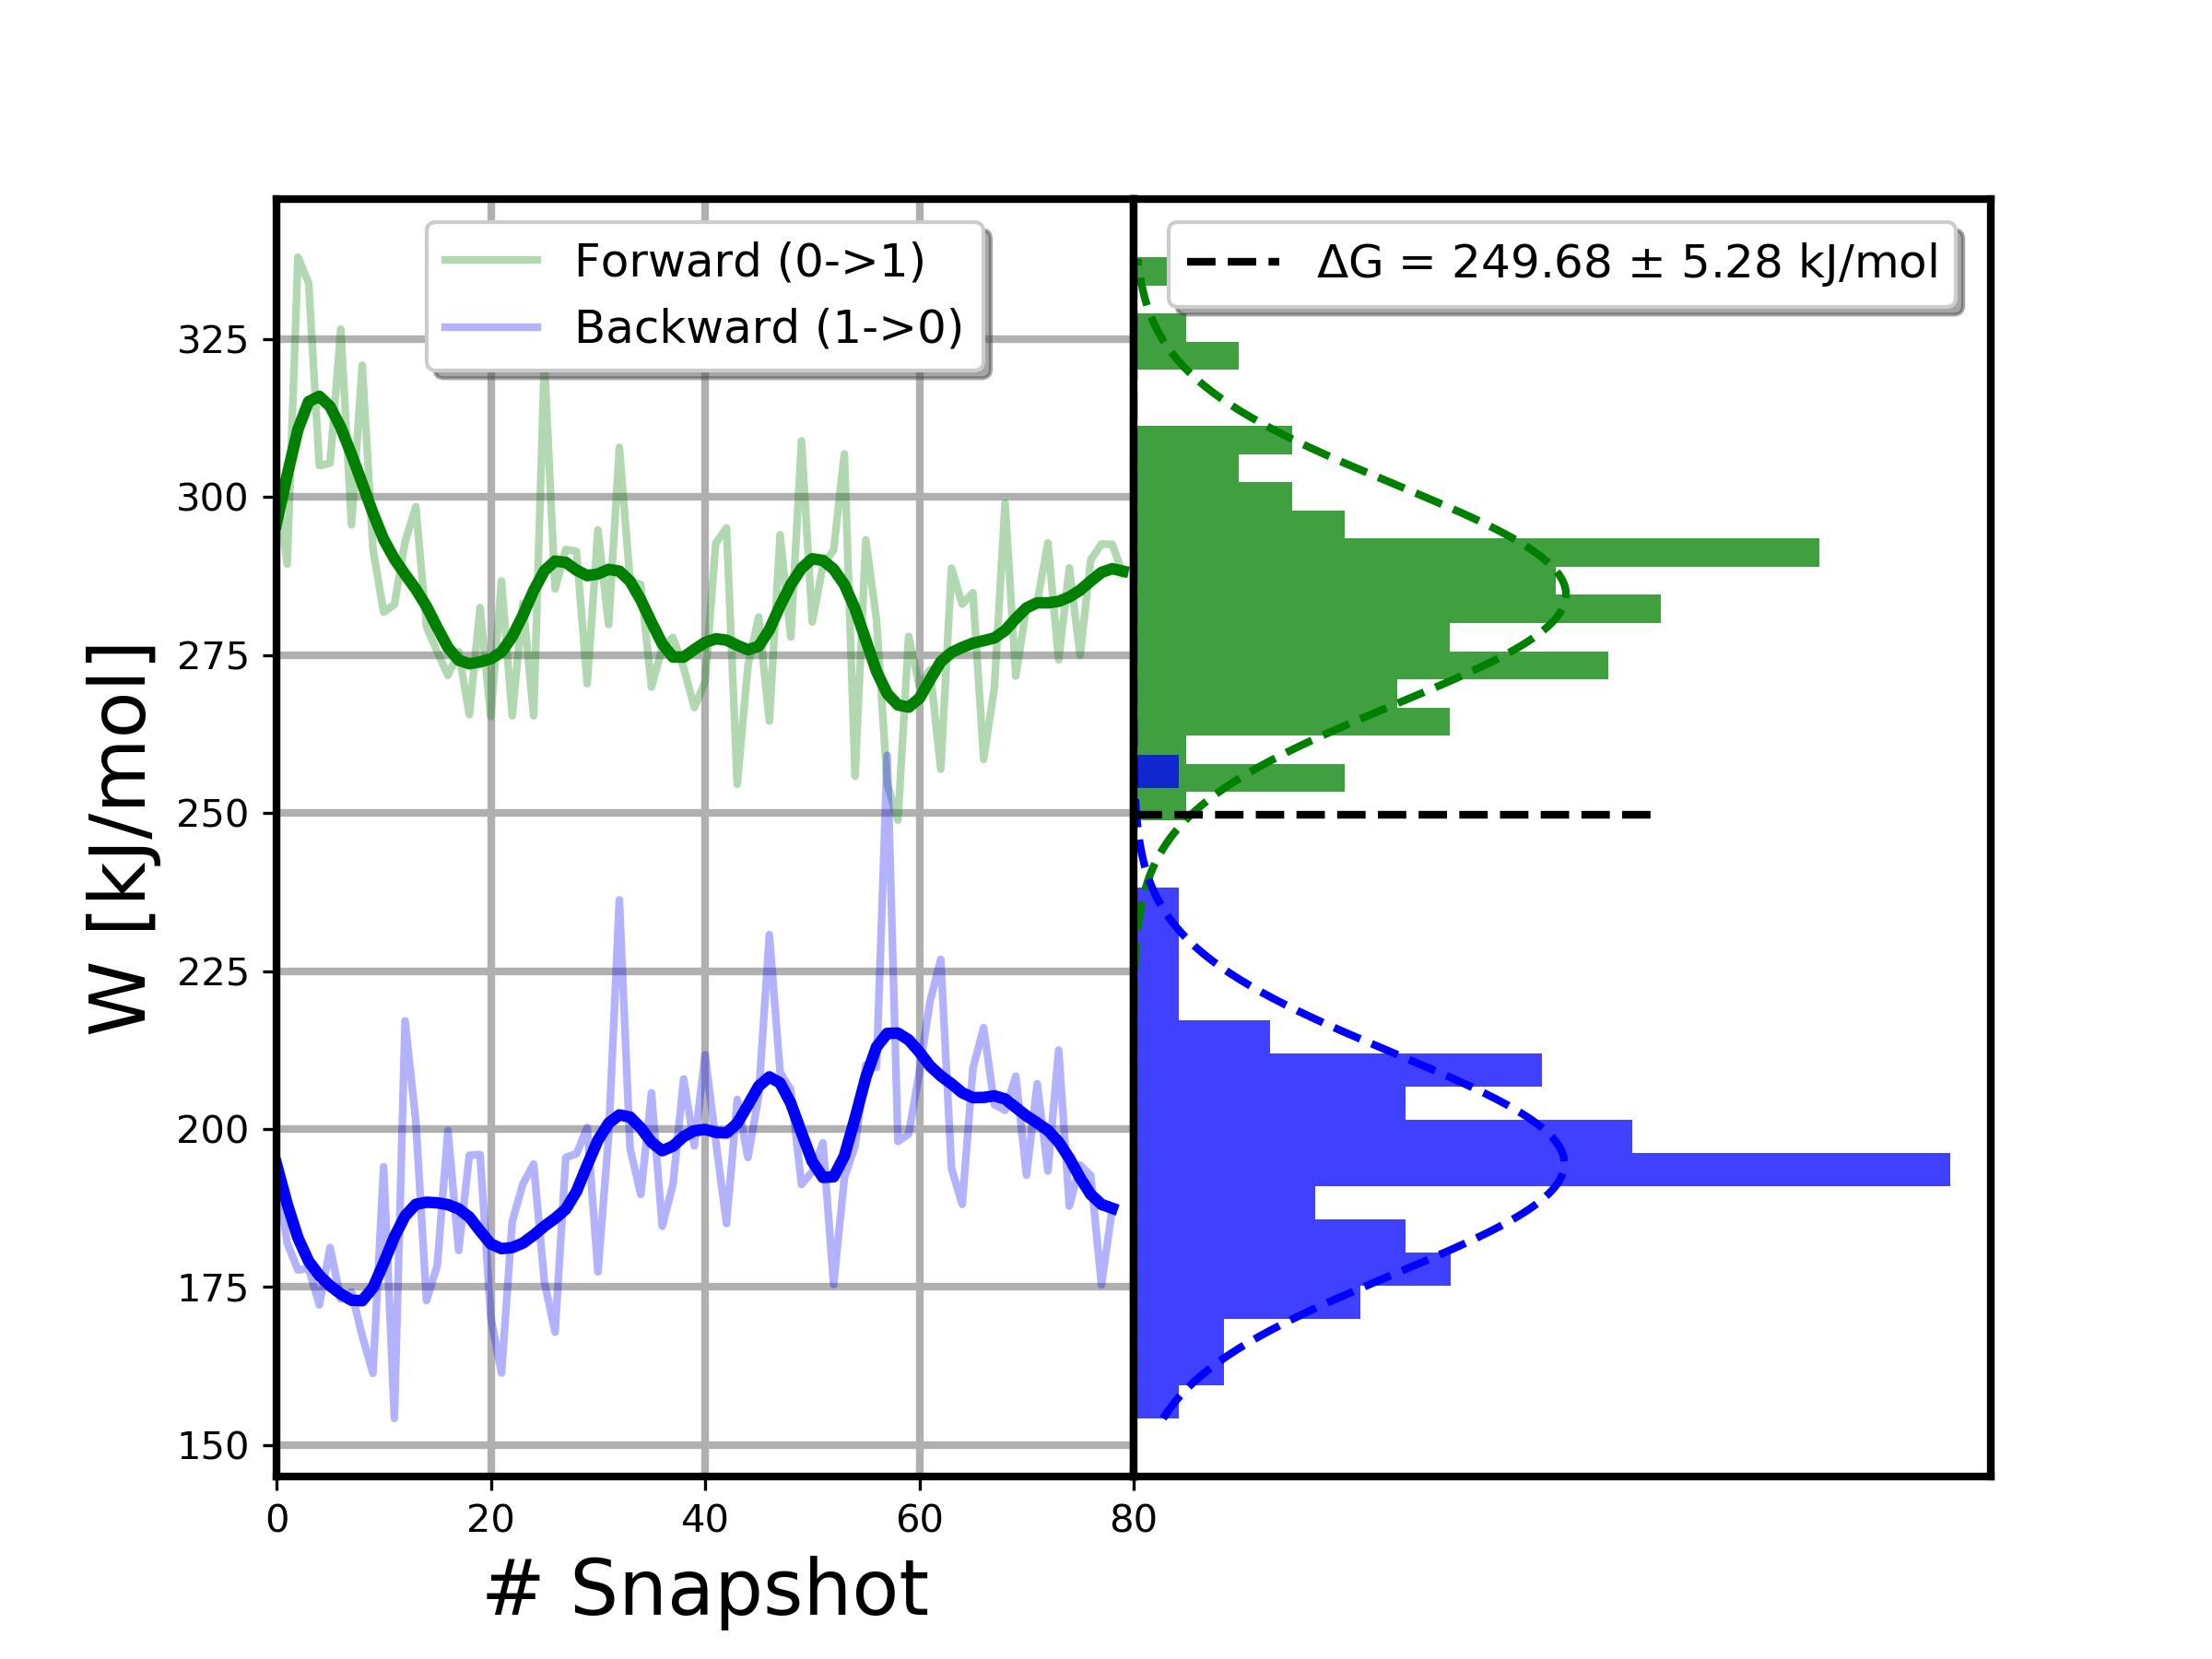 Forward (0->1)
Backward (1->0)
ΔG = 249.68 ± 5.28 kJ/mol
W [kJ/mol]
325
300
275
250
225
200
175
150
0 20 40 60 80
# Snapshot